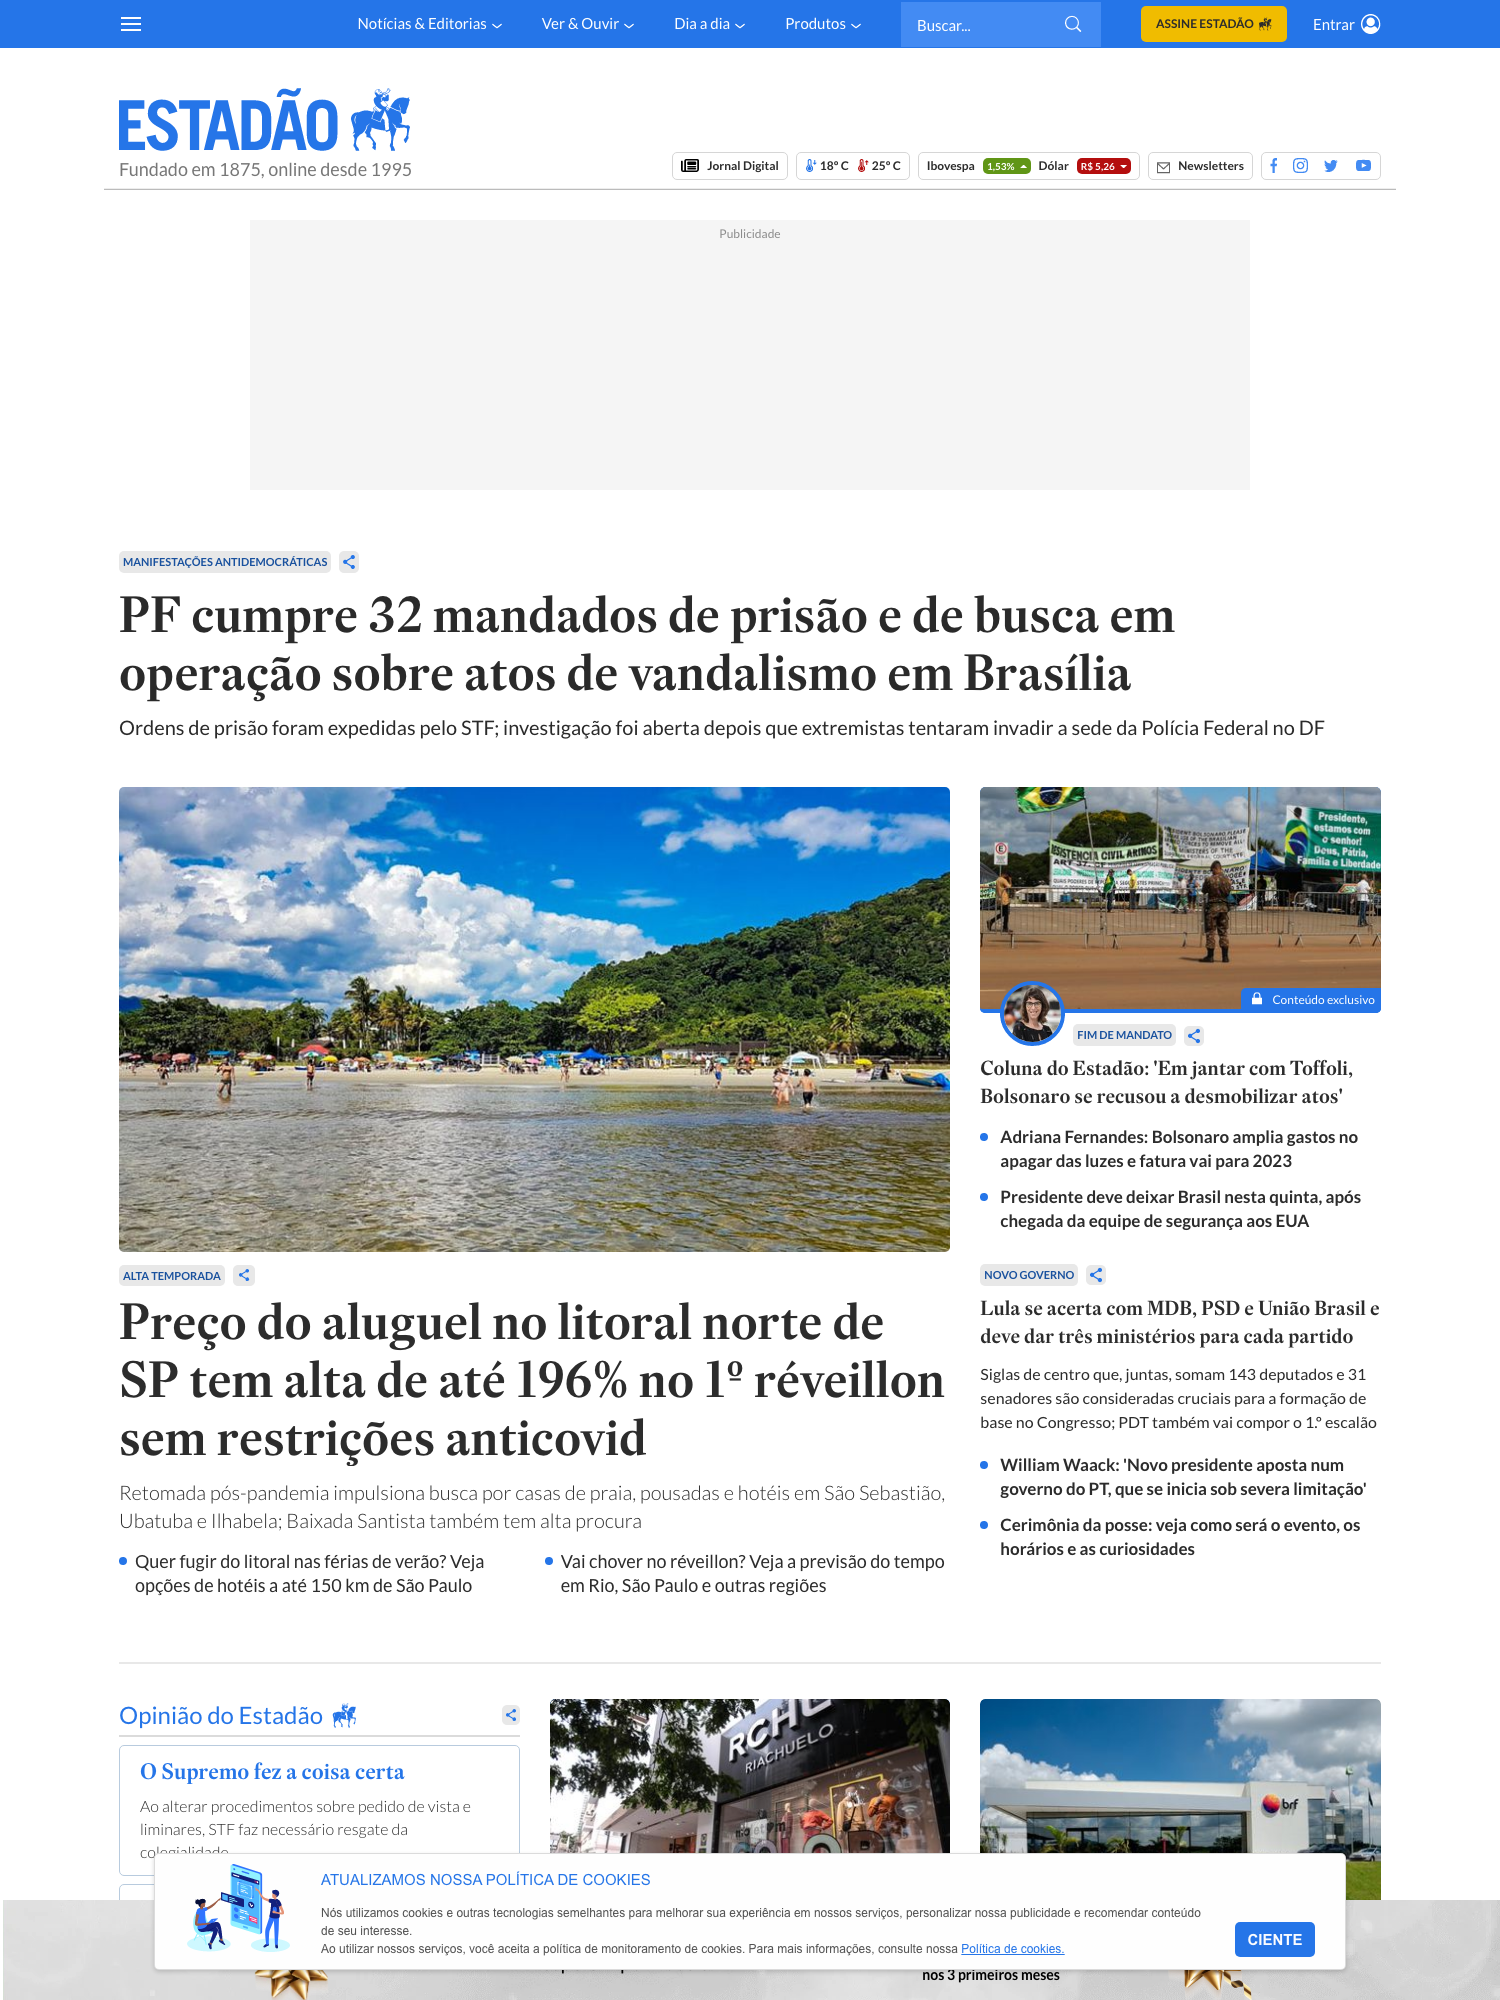 Notícias & Editorias
Ver & Ouvir
Dia a dia
Produtos
Buscar...
ASSINE ESTADÃO
Entrar
ESTADÃO
Fundado em 1875, online desde 1995
Jornal Digital
18º C 25º C
Ibovespa 1,53% Dólar R$ 5,26
Newsletters
Publicidade
MANIFESTAÇÕES ANTIDEMOCRÁTICAS
PF cumpre 32 mandados de prisão e de busca em
operação sobre atos de vandalismo em Brasília
Ordens de prisão foram expedidas pelo STF; investigação foi aberta depois que extremistas tentaram invadir a sede da Polícia Federal no DF
ALTA TEMPORADA
Preço do aluguel no litoral norte de
SP tem alta de até 196% no 1º réveillon
sem restrições anticovid
Retomada pós-pandemia impulsiona busca por casas de praia, pousadas e hotéis em São Sebastião,
Ubatuba e Ilhabela; Baixada Santista também tem alta procura
Quer fugir do litoral nas férias de verão? Veja
opções de hotéis a até 150 km de São Paulo
Vai chover no réveillon? Veja a previsão do tempo
em Rio, São Paulo e outras regiões
Presidente,
estamos com
o senhor!
Deus, Pátria,
Família e Liberdade
Conteúdo exclusivo
FIM DE MANDATO
Coluna do Estadão: 'Em jantar com Toffoli,
Bolsonaro se recusou a desmobilizar atos'
Adriana Fernandes: Bolsonaro amplia gastos no
apagar das luzes e fatura vai para 2023
Presidente deve deixar Brasil nesta quinta, após
chegada da equipe de segurança aos EUA
NOVO GOVERNO
Lula se acerta com MDB, PSD e União Brasil e
deve dar três ministérios para cada partido
Siglas de centro que, juntas, somam 143 deputados e 31
senadores são consideradas cruciais para a formação de
base no Congresso; PDT também vai compor o 1.º escalão
William Waack: 'Novo presidente aposta num
governo do PT, que se inicia sob severa limitação'
Cerimônia da posse: veja como será o evento, os
horários e as curiosidades
Opinião do Estadão
O Supremo fez a coisa certa
Ao alterar procedimentos sobre pedido de vista e
liminares, STF faz necessário resgate da
colegialidade
RCHLO
RIACHUELO
brf
ATUALIZAMOS NOSSA POLÍTICA DE COOKIES
Nós utilizamos cookies e outras tecnologias semelhantes para melhorar sua experiência em nossos serviços, personalizar nossa publicidade e recomendar conteúdo
de seu interesse.
Ao utilizar nossos serviços, você aceita a política de monitoramento de cookies. Para mais informações, consulte nossa Política de cookies.
CIENTE
nos 3 primeiros meses